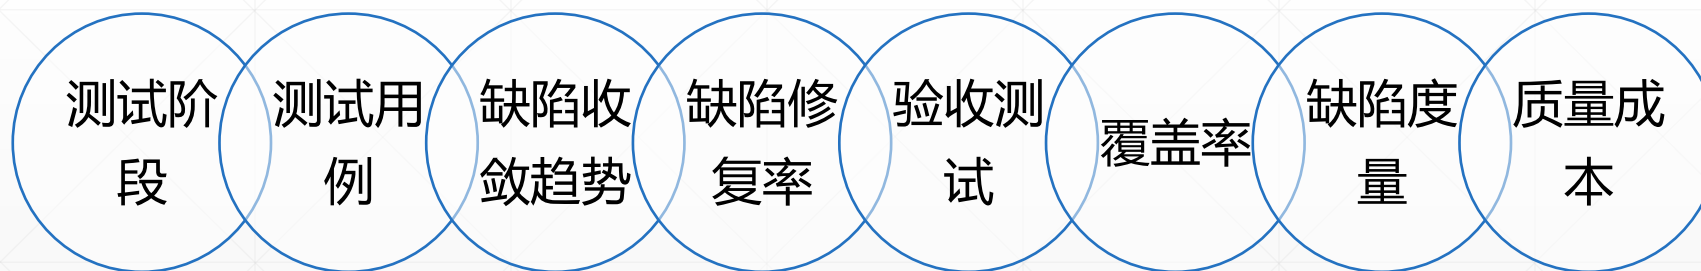 测试阶
段
测试用
例
缺陷收
敛趋势
缺陷修
复率
验收测
试
覆盖率
缺陷度
量
质量成
本